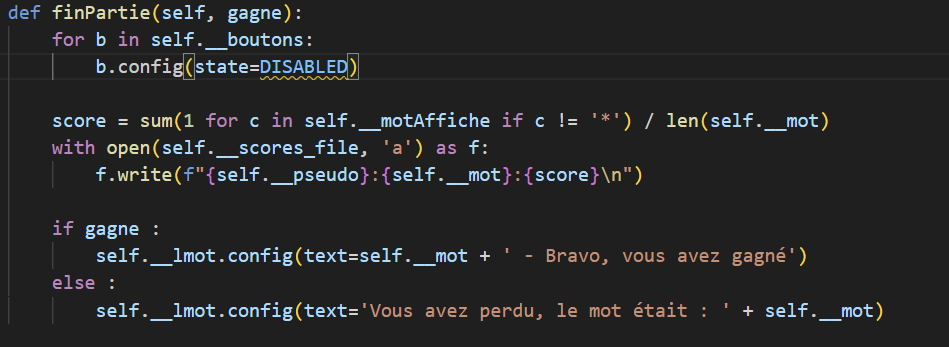 def finPartie(self, gagne):
    for b in self.__boutons:
        b.config(state=DISABLED)

    score = sum(1 for c in self.__motAffiche if c != '*') / len(self.__mot)
    with open(self.__scores_file, 'a') as f:
        f.write(f"{self.__pseudo}:{self.__mot}:{score}\n")

    if gagne :
        self.__lmot.config(text=self.__mot + ' - Bravo, vous avez gagné')
    else :
        self.__lmot.config(text='Vous avez perdu, le mot était : ' + self.__mot)